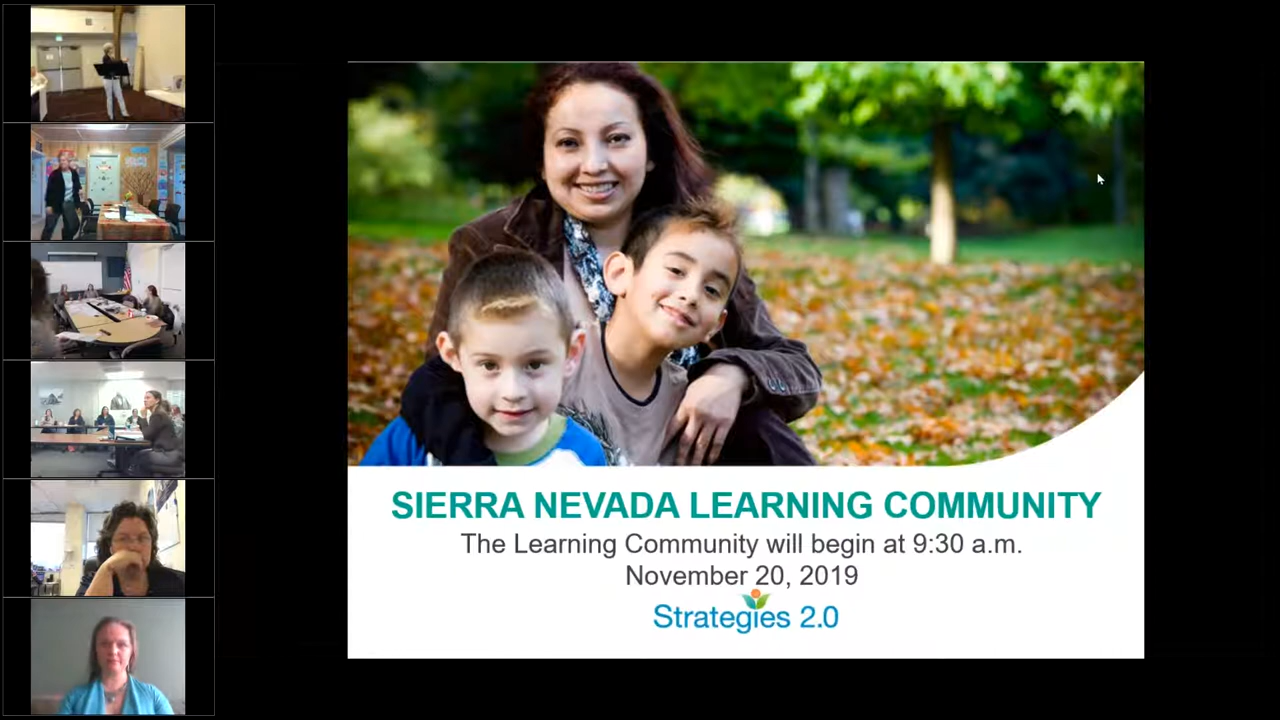 SIERRA NEVADA LEARNING COMMUNITY
The Learning Community will begin at 9:30 a.m.
November 20, 2019
Strategies 2.0